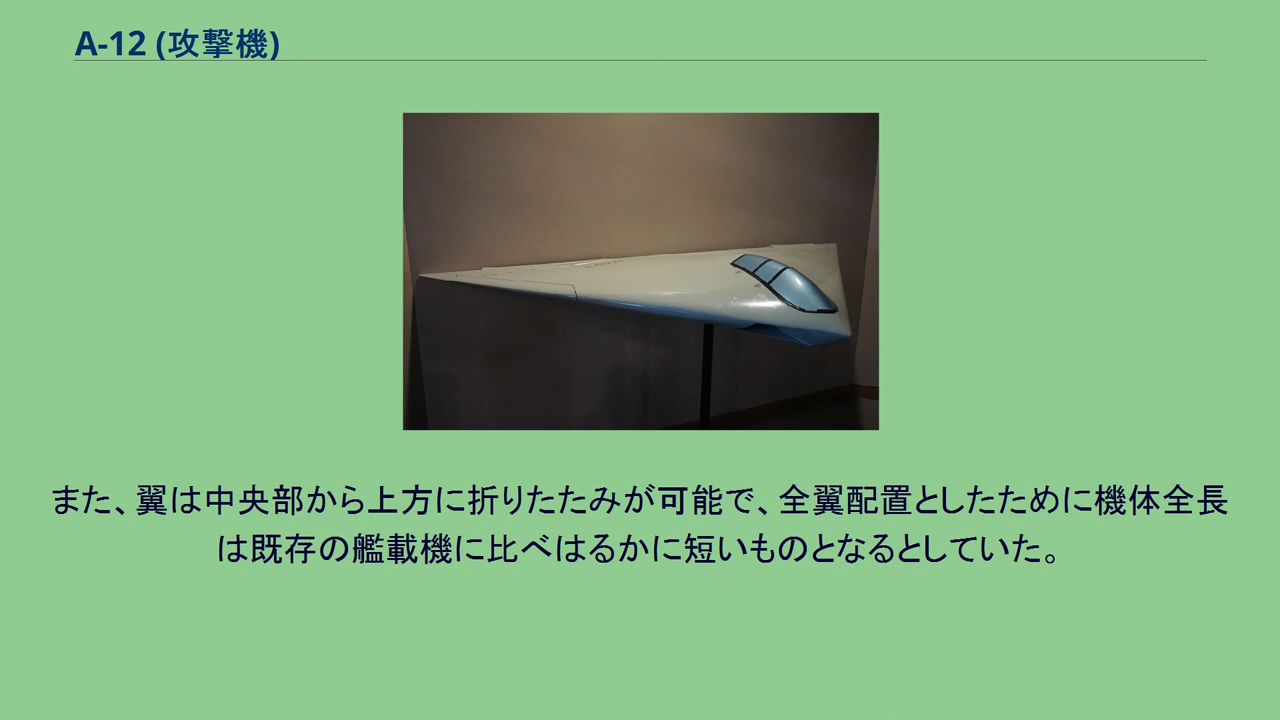 A-12 (攻撃機)
また、翼は中央部から上方に折りたたみが可能で、全翼配置としたために機体全長
は既存の艦載機に比べはるかに短いものとなるとしていた。